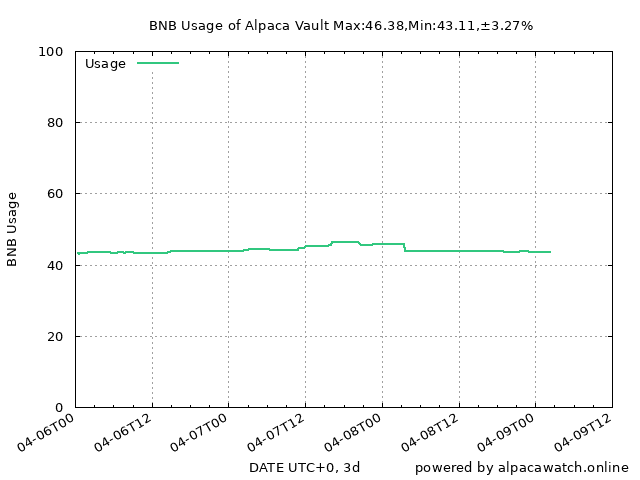 BNB Usage of Alpaca Vault Max:46.38,Min:43.11,±3.27%
Usage
BNB Usage
100
80
60
40
20
0
04-06T00
04-06T12
04-07T00
04-07T12
04-08T00
04-08T12
04-09T00
04-09T12
DATE UTC+0, 3d
powered by alpacawatch.online